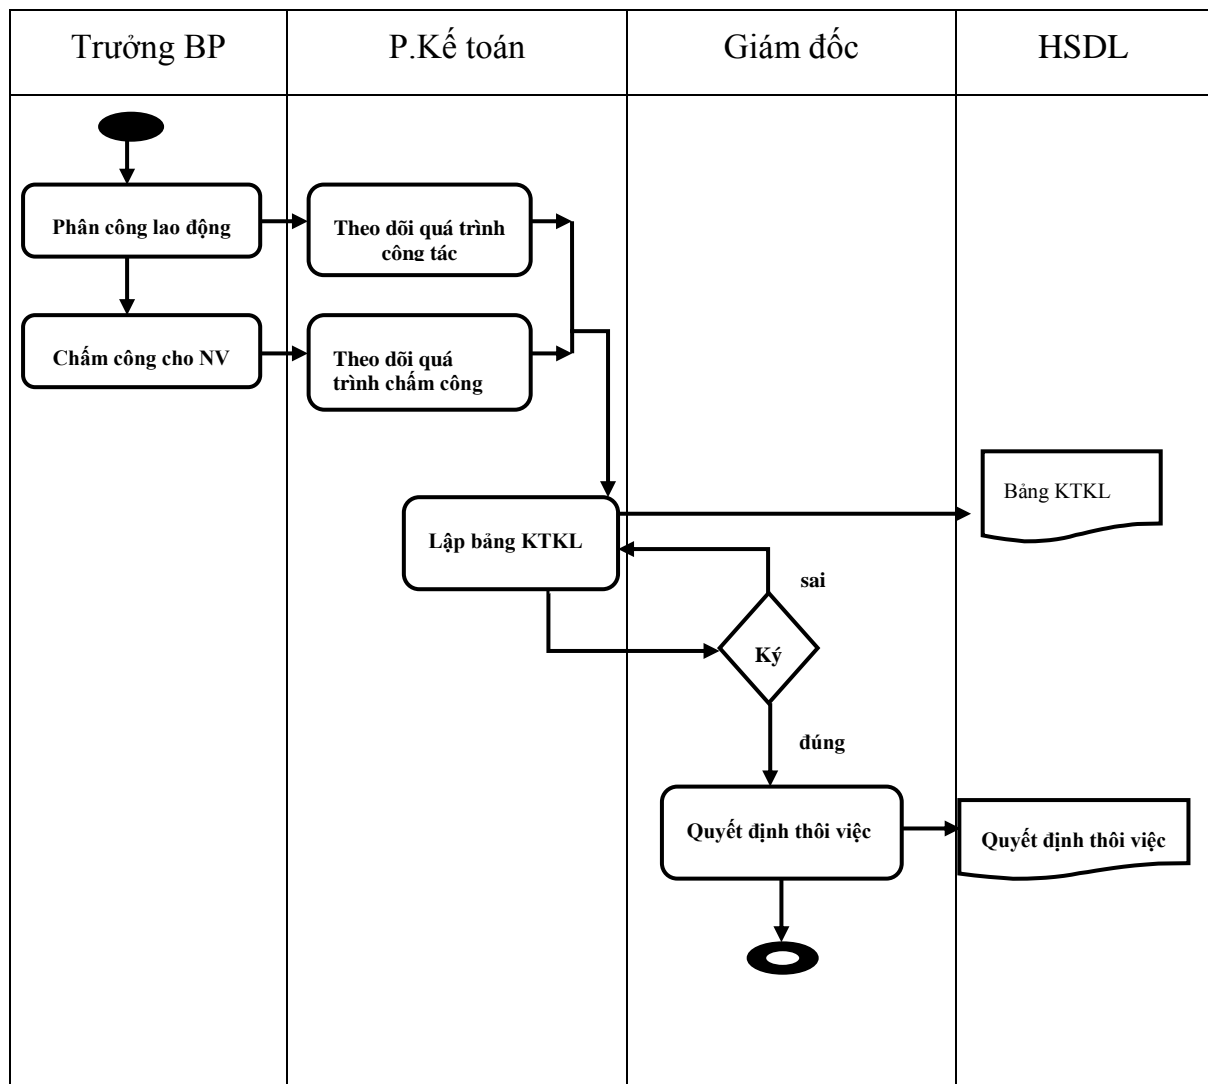 Trưởng BP
P.Kế toán
Giám đốc
HSDL
Phân công lao động
Theo dõi quá trình
công tác
Chấm công cho NV
Theo dõi quá
trình chấm công
Bảng KTKL
Lập bảng KTKL
sai
Ký
đúng
Quyết định thôi việc
Quyết định thôi việc